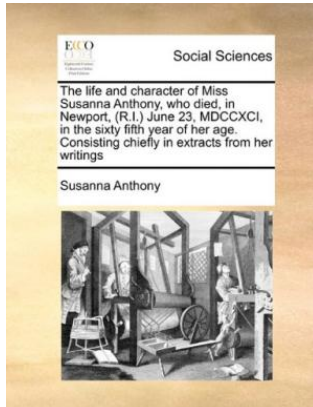 ECCO
Social Sciences
The life and character of Miss
Susanna Anthony, who died, in
Newport, (R.I.) June 23, MDCCXCI,
in the sixty fifth year of her age.
Consisting chiefly in extracts from her
writings
Susanna Anthony